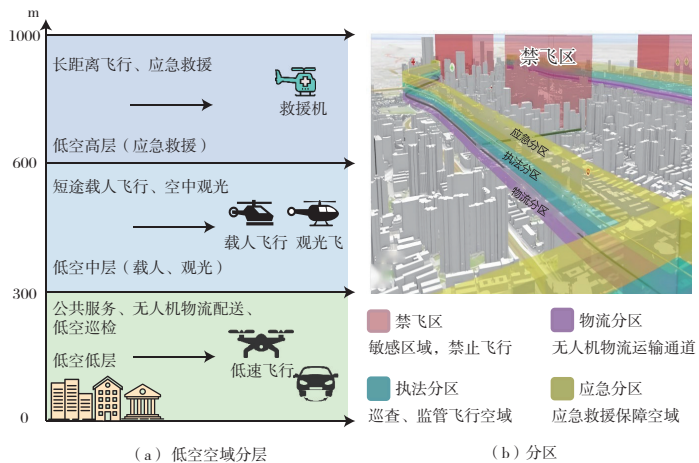 m
1000
长距离飞行、应急救援
救援机
低空高层（应急救援）
600
短途载人飞行、空中观光
载人飞行 观光飞
低空中层（载人、观光）
300
公共服务、无人机物流配送、
低空巡检
低空低层
低速飞行
0
（a）低空空域分层
禁飞区
应急分区
执法分区
物流分区
禁飞区
敏感区域，禁止飞行
物流分区
无人机物流运输通道
执法分区
巡查、监管飞行空域
应急分区
应急救援保障空域
（b）分区